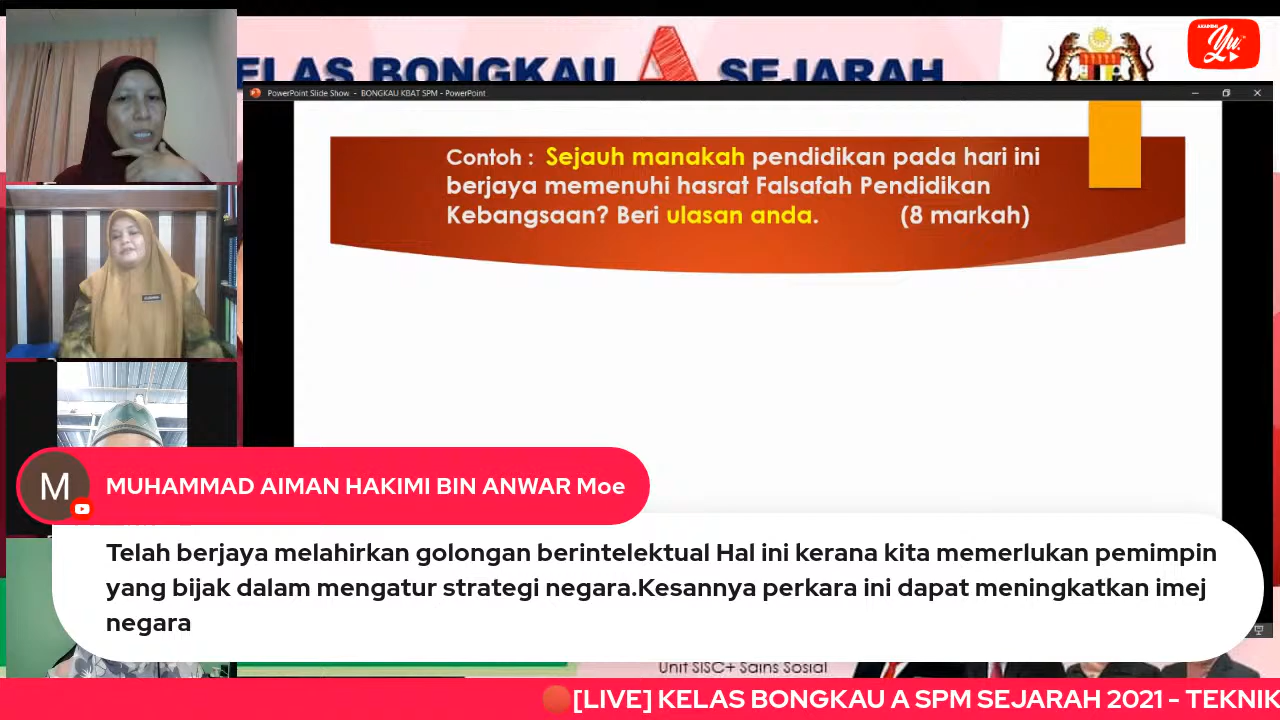 KELAS BONGKAU A SEJARAH
AKADEMI
Yu.
PowerPoint Slide Show - BONGKAU KBAT SPM - PowerPoint
Contoh : Sejauh manakah pendidikan pada hari ini
berjaya memenuhi hasrat Falsafah Pendidikan
Kebangsaan? Beri ulasan anda. (8 markah)
M
MUHAMMAD AIMAN HAKIMI BIN ANWAR Moe
Telah berjaya melahirkan golongan berintelektual Hal ini kerana kita memerlukan pemimpin
yang bijak dalam mengatur strategi negara.Kesannya perkara ini dapat meningkatkan imej
negara
Unit SISC+ Sains Sosial
[LIVE] KELAS BONGKAU A SPM SEJARAH 2021 - TEKNIK